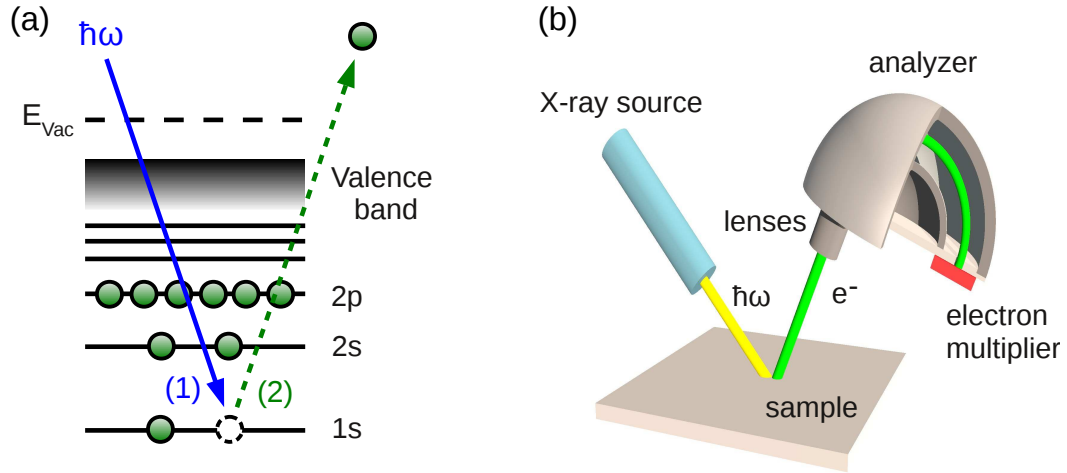 (a)
ħω
E_Vac
Valence
band
2p
2s
(1)
(2)
1s
(b)
analyzer
X-ray source
lenses
ħω
e⁻
electron
multiplier
sample